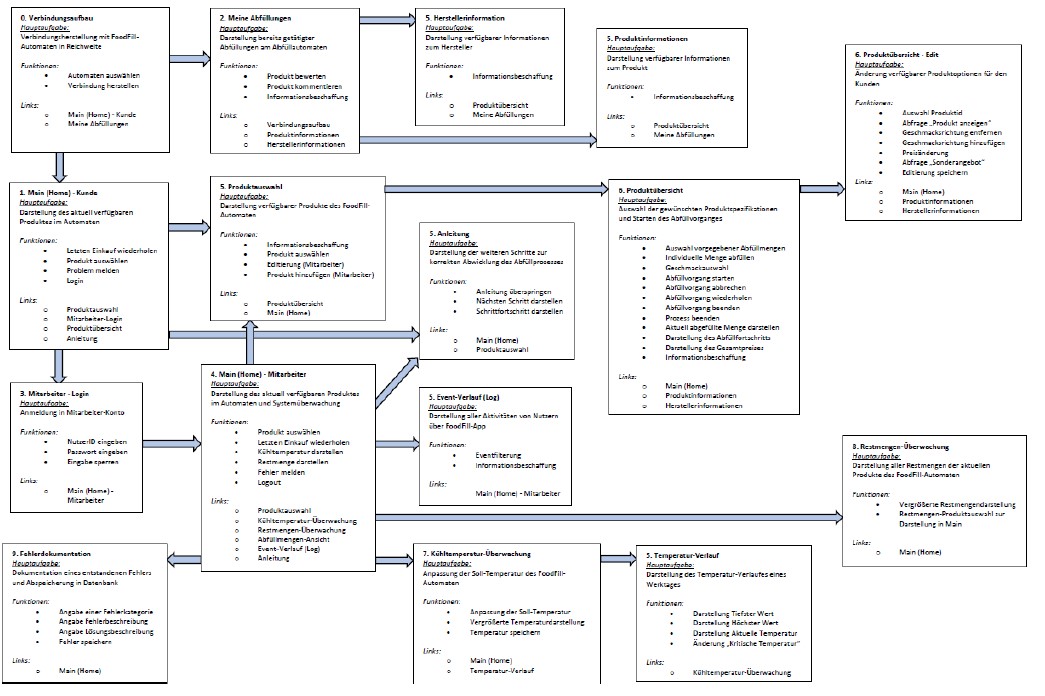 0. Verbindungsaufbau
Hauptaufgabe:
Verbindungsherstellung mit FoodFill-
Automaten in Reichweite
Funktionen:
• Automaten auswählen
• Verbindung herstellen
Links:
o Main (Home) - Kunde
o Meine Abfüllungen
2. Meine Abfüllungen
Hauptaufgabe:
Darstellung bereits getätigter
Abfüllungen am Abfüllautomaten
Funktionen:
• Produkt bewerten
• Produkt kommentieren
• Informationsbeschaffung
Links:
o Verbindungsaufbau
o Produktinformationen
o Herstellerinformationen
5. Herstellerinformation
Hauptaufgabe:
Darstellung verfügbarer Informationen
zum Hersteller
Funktionen:
• Informationsbeschaffung
Links:
o Produktübersicht
o Meine Abfüllungen
5. Produktinformationen
Hauptaufgabe:
Darstellung verfügbarer Informationen
zum Produkt
Funktionen:
• Informationsbeschaffung
Links:
o Produktübersicht
o Meine Abfüllungen
6. Produktübersicht - Edit
Hauptaufgabe:
Änderung verfügbarer Produktoptionen für den
Kunden
Funktionen:
• Auswahl Produktid
• Abfrage „Produkt anzeigen“
• Geschmacksrichtung entfernen
• Geschmacksrichtung hinzufügen
• Preisänderung
• Abfrage „Sonderangebot“
• Editierung speichern
Links:
o Main (Home)
o Produktinformationen
o Herstellerinformationen
1. Main (Home) - Kunde
Hauptaufgabe:
Darstellung des aktuell verfügbaren
Produktes im Automaten
Funktionen:
• Letzten Einkauf wiederholen
• Produkt auswählen
• Problem melden
• Login
Links:
o Produktauswahl
o Mitarbeiter-Login
o Produktübersicht
o Anleitung
5. Produktauswahl
Hauptaufgabe:
Darstellung verfügbarer Produkte des FoodFill-
Automaten
Funktionen:
• Informationsbeschaffung
• Produkt auswählen
• Editierung (Mitarbeiter)
• Produkt hinzufügen (Mitarbeiter)
Links:
o Produktübersicht
o Main (Home)
5. Anleitung
Hauptaufgabe:
Darstellung der weiteren Schritte zur
korrekten Abwicklung des Abfüllprozesses
Funktionen:
• Anleitung überspringen
• Nächsten Schritt darstellen
• Schrittfortschritt darstellen
Links:
o Main (Home)
o Produktauswahl
6. Produktübersicht
Hauptaufgabe:
Auswahl der gewünschten Produktspezifikationen
und Starten des Abfüllvorganges
Funktionen:
• Auswahl vorgegebener Abfüllmengen
• Individuelle Menge abfüllen
• Geschmackauswahl
• Abfüllvorgang starten
• Abfüllvorgang abbrechen
• Abfüllvorgang wiederholen
• Abfüllvorgang beenden
• Prozess beenden
• Aktuell abgefüllte Menge darstellen
• Darstellung des Abfüllfortschritts
• Darstellung des Gesamtpreises
• Informationsbeschaffung
Links:
o Main (Home)
o Produktinformationen
o Herstellerinformationen
3. Mitarbeiter - Login
Hauptaufgabe:
Anmeldung in Mitarbeiter-Konto
Funktionen:
• NutzerID eingeben
• Passwort eingeben
• Eingabe sperren
Links:
o Main (Home) -
Mitarbeiter
4. Main (Home) - Mitarbeiter
Hauptaufgabe:
Darstellung des aktuell verfügbaren Produktes
im Automaten und Systemüberwachung
Funktionen:
• Produkt auswählen
• Letzten Einkauf wiederholen
• Kühltemperatur darstellen
• Restmenge darstellen
• Fehler melden
• Logout
Links:
o Produktauswahl
o Kühltemperatur-Überwachung
o Restmengen-Überwachung
o Abfüllmengen-Ansicht
o Event-Verlauf (Log)
o Anleitung
5. Event-Verlauf (Log)
Hauptaufgabe:
Darstellung aller Aktivitäten von Nutzern
über FoodFill-App
Funktionen:
• Eventfilterung
• Informationsbeschaffung
Links:
Main (Home) - Mitarbeiter
8. Restmengen-Überwachung
Hauptaufgabe:
Darstellung aller Restmengen der aktuellen
Produkte des FoodFill-Automaten
Funktionen:
• Vergrößerte Restmengendarstellung
• Restmengen-Produktauswahl zur
Darstellung in Main
Links:
o Main (Home)
9. Fehlerdokumentation
Hauptaufgabe:
Dokumentation eines entstandenen Fehlers
und Abspeicherung in Datenbank
Funktionen:
• Angabe einer Fehlerkategorie
• Angabe Fehlerbeschreibung
• Angabe Lösungsbeschreibung
• Fehler speichern
Links:
o Main (Home)
7. Kühltemperatur-Überwachung
Hauptaufgabe:
Anpassung der Soll-Temperatur des FoodFill-
Automaten
Funktionen:
• Anpassung der Soll-Temperatur
• Vergrößerte Temperaturdarstellung
• Temperatur speichern
Links:
o Main (Home)
o Temperatur-Verlauf
5. Temperatur-Verlauf
Hauptaufgabe:
Darstellung des Temperatur-Verlaufes eines
Werktages
Funktionen:
• Darstellung Tiefster Wert
• Darstellung Höchster Wert
• Darstellung Aktuelle Temperatur
• Änderung „Kritische Temperatur“
Links:
o Kühltemperatur-Überwachung